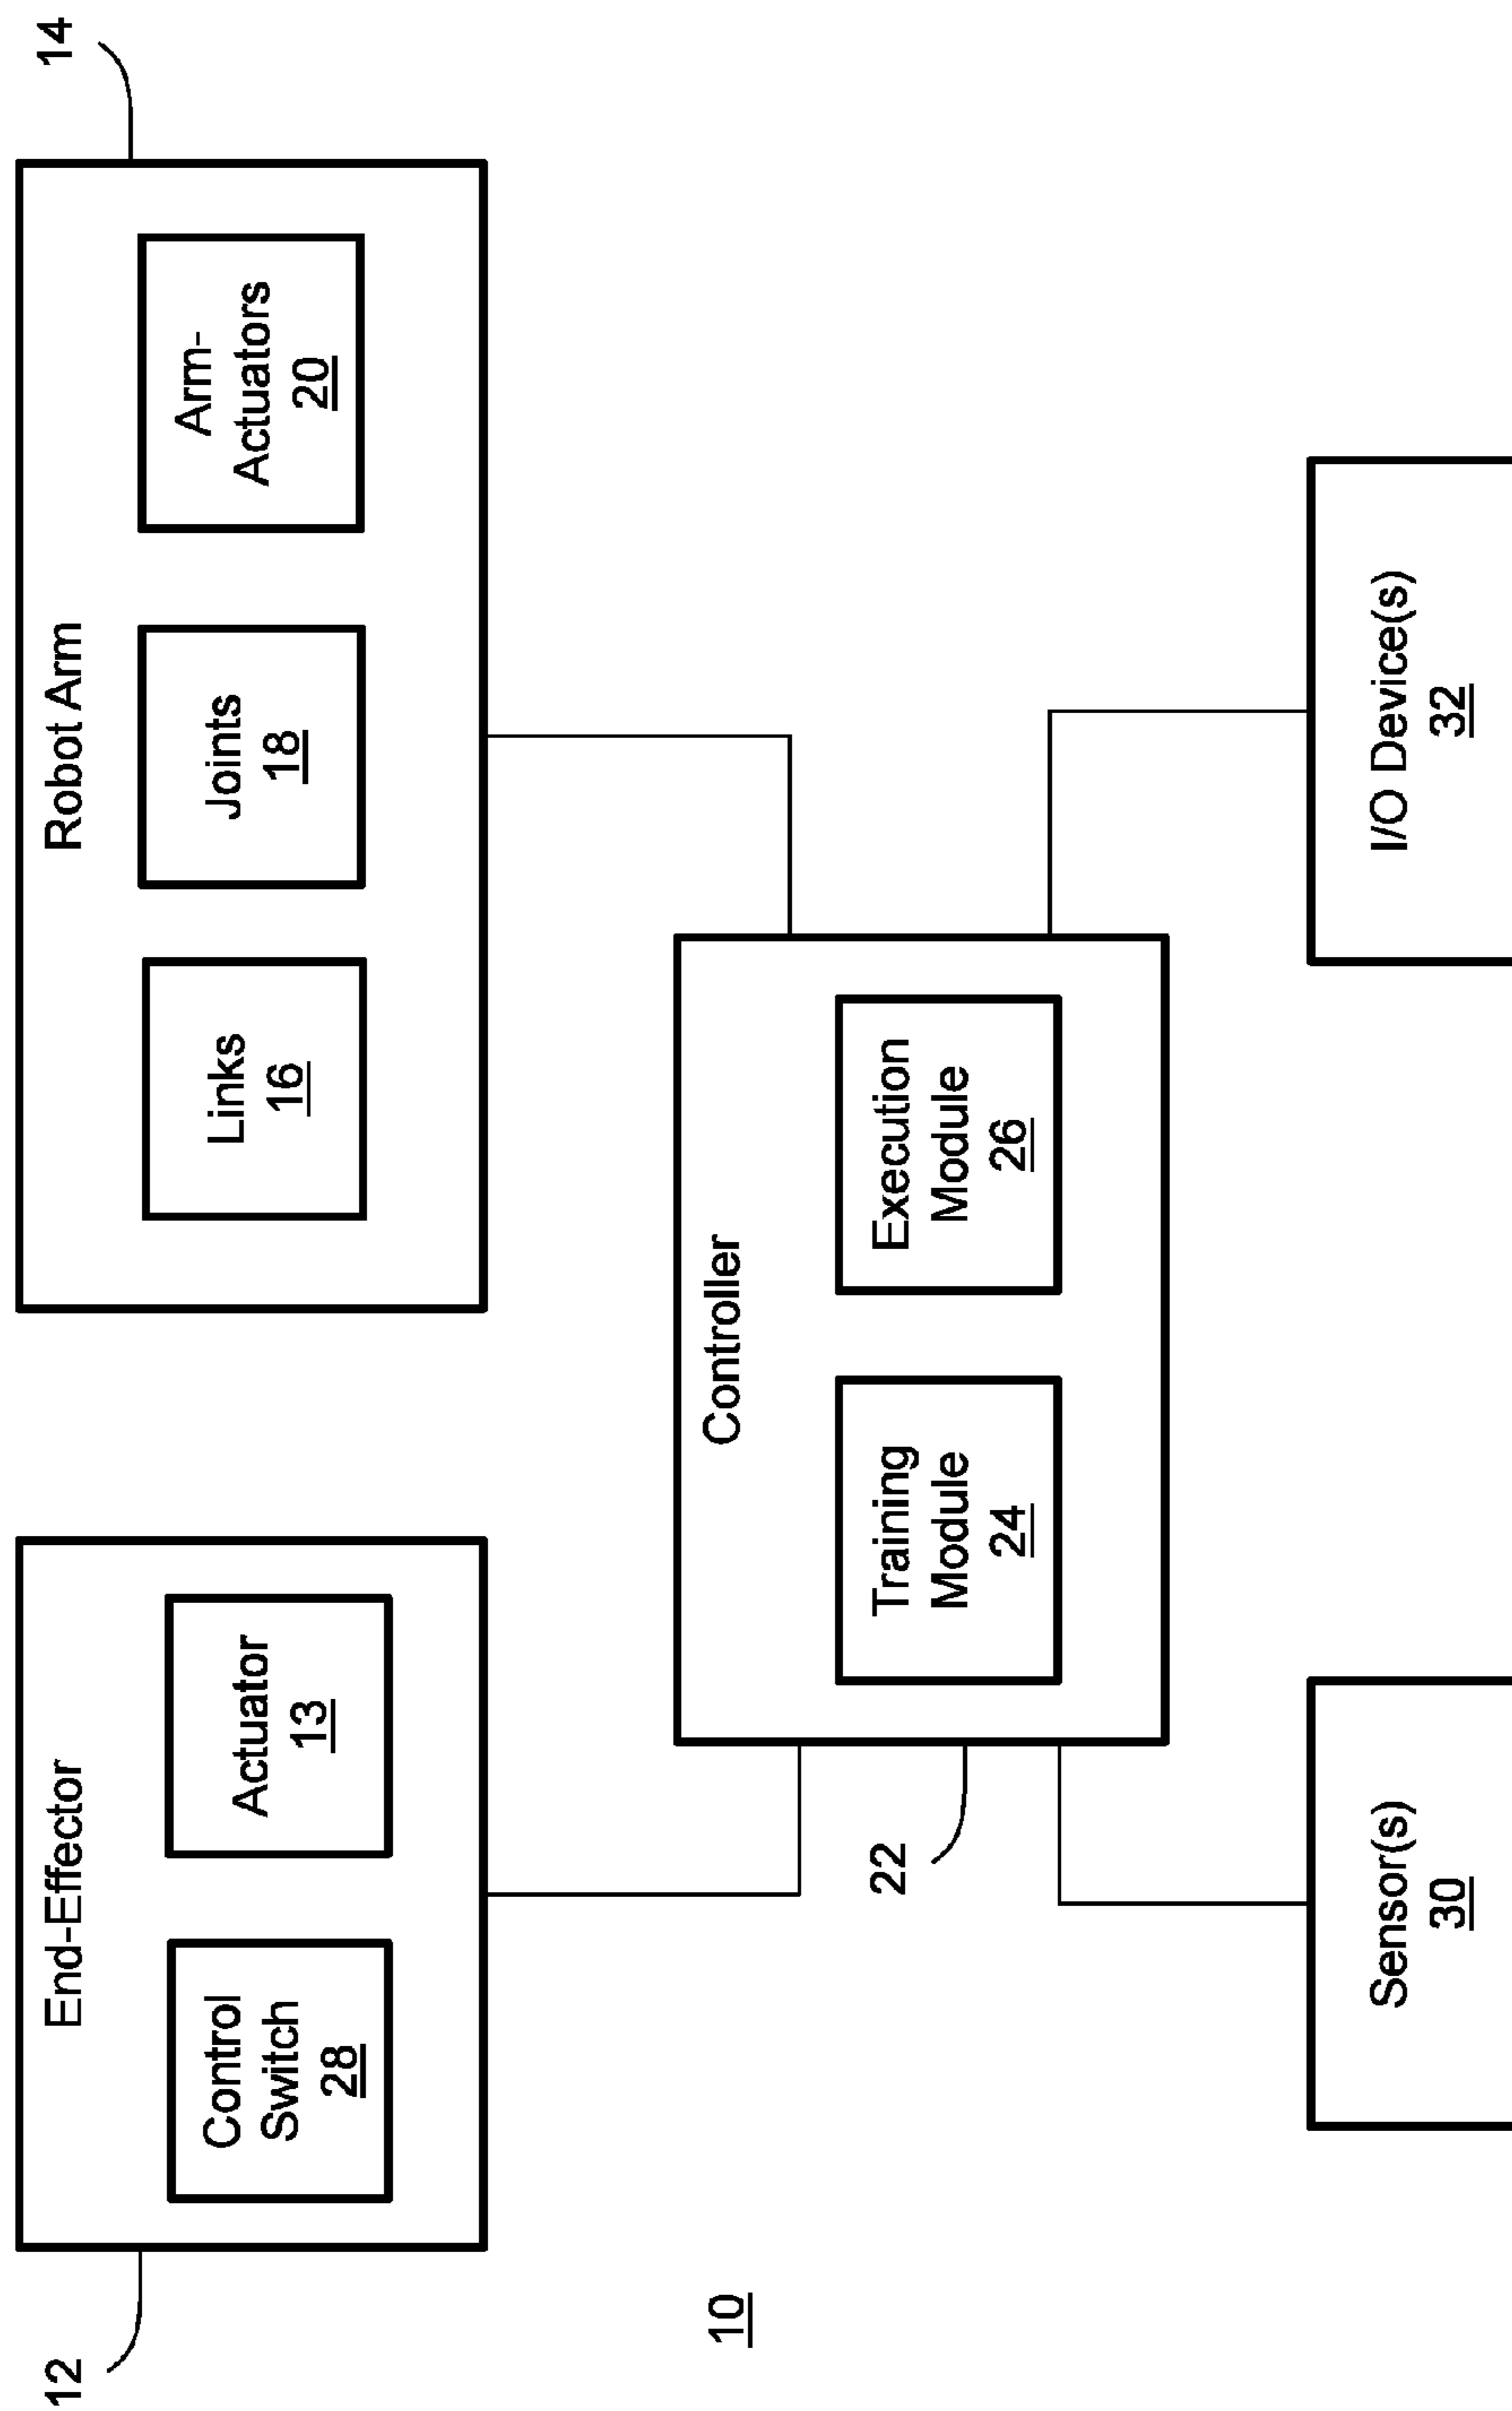 12
End-Effector
Control
Switch
28
Actuator
13
Robot Arm
14
Links
16
Joints
18
Arm-
Actuators
20
10
22
Controller
Training
Module
24
Execution
Module
26
Sensor(s)
30
I/O Device(s)
32